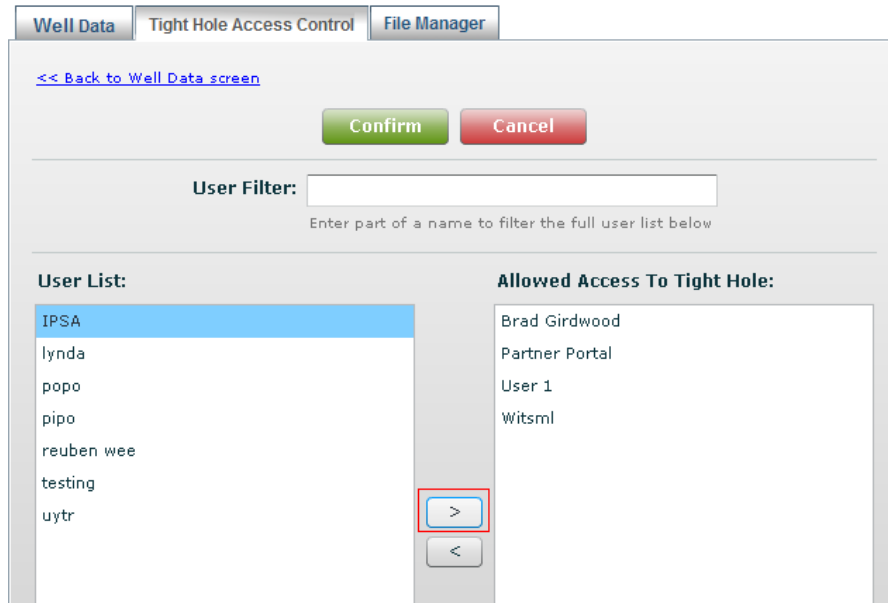 Well Data Tight Hole Access Control File Manager
<< Back to Well Data screen
Confirm Cancel
User Filter:
Enter part of a name to filter the full user list below
User List:
IPSA
lynda
popo
pipo
reuben wee
testing
uytr
>
<
Allowed Access To Tight Hole:
Brad Girdwood
Partner Portal
User 1
Witsml